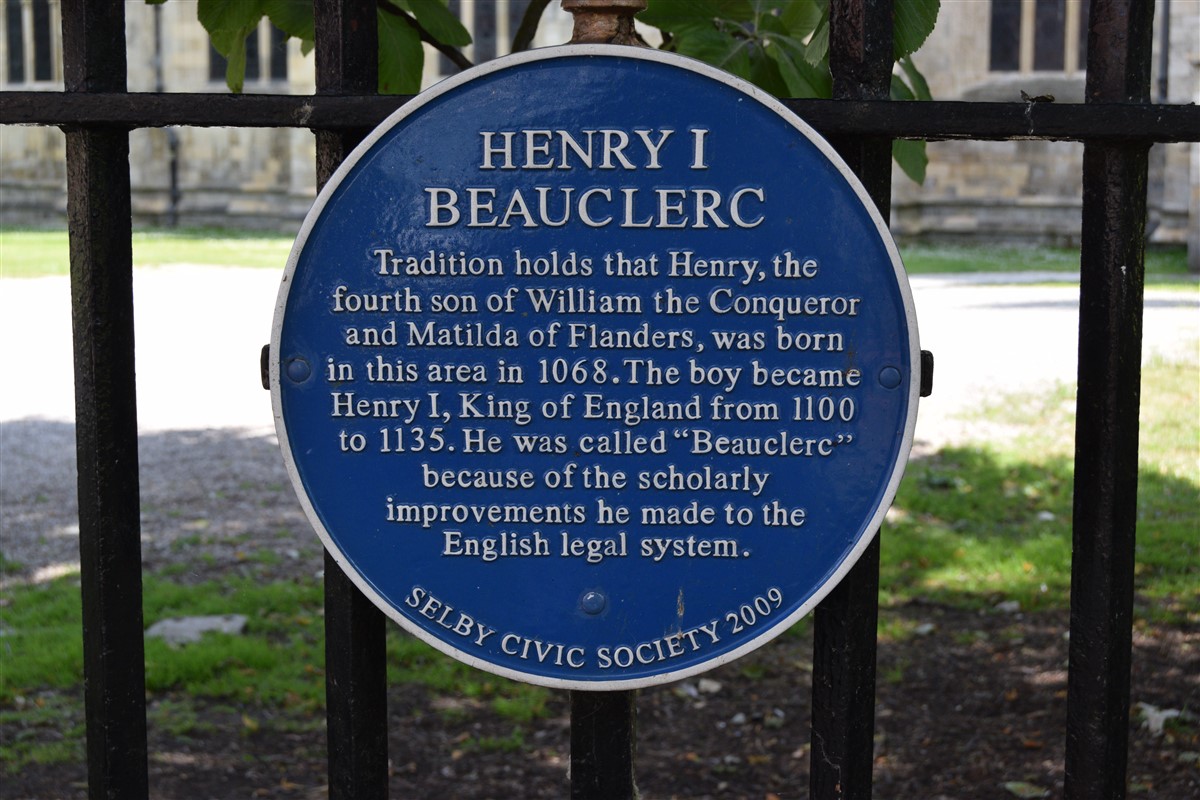 HENRY I
BEAUCLERC
Tradition holds that Henry, the
fourth son of William the Conqueror
and Matilda of Flanders, was born
in this area in 1068. The boy became
Henry I, King of England from 1100
to 1135. He was called “Beauclerc”
because of the scholarly
improvements he made to the
English legal system.
SELBY CIVIC SOCIETY 2009